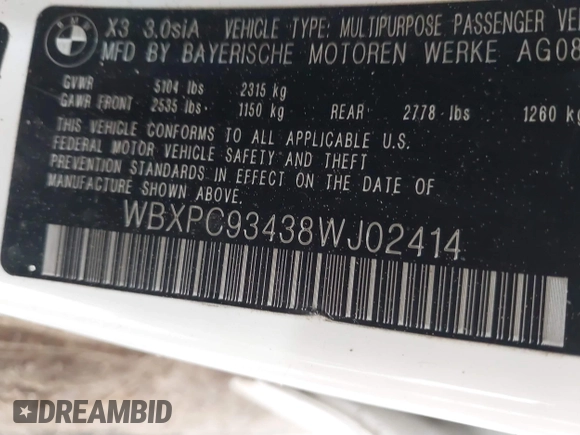 BMW X3 3.0siA VEHICLE TYPE: MULTIPURPOSE PASSENGER
MFD BY BAYERISCHE MOTOREN WERKE AG08
GVWR 5104 lbs 2315 kg
GAWR FRONT 2535 lbs 1150 kg REAR 2778 lbs 1260 kg
THIS VEHICLE CONFORMS TO ALL APPLICABLE U.S.
FEDERAL MOTOR VEHICLE SAFETY AND THEFT
PREVENTION STANDARDS IN EFFECT ON THE DATE OF
MANUFACTURE SHOWN ABOVE.
WBXPC93438WJ02414
DREAMBID